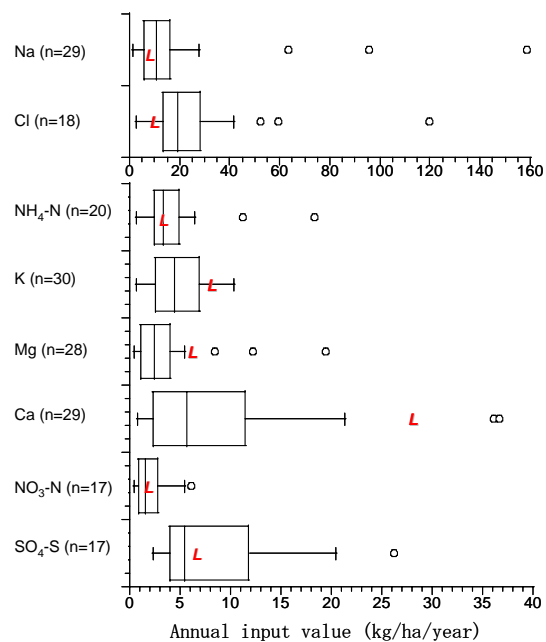 Na (n=29)
L
Cl (n=18)
L
0 20 40 60 80 100 120 140 160
NH₄-N (n=20)
L
K (n=30)
L
Mg (n=28)
L
Ca (n=29)
L
NO₃-N (n=17)
L
SO₄-S (n=17)
L
0 5 10 15 20 25 30 35 40
Annual input value (kg/ha/year)